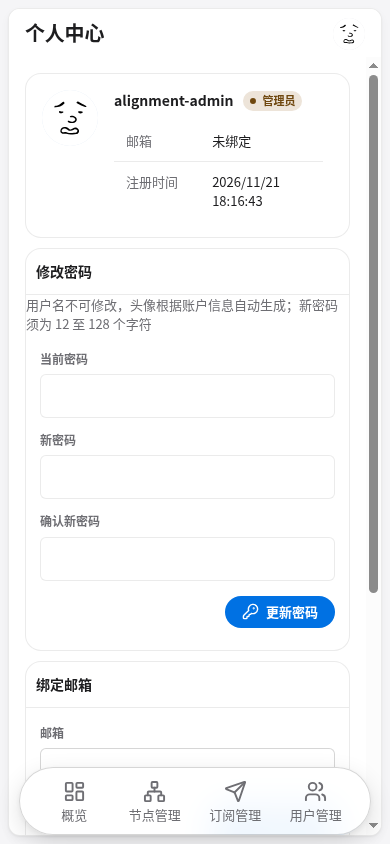 个人中心
alignment-admin
管理员
邮箱
未绑定
注册时间
2026/11/21
18:16:43
修改密码
用户名不可修改，头像根据账户信息自动生成；新密码
须为 12 至 128 个字符
当前密码
新密码
确认新密码
更新密码
绑定邮箱
邮箱
概览
节点管理
订阅管理
用户管理